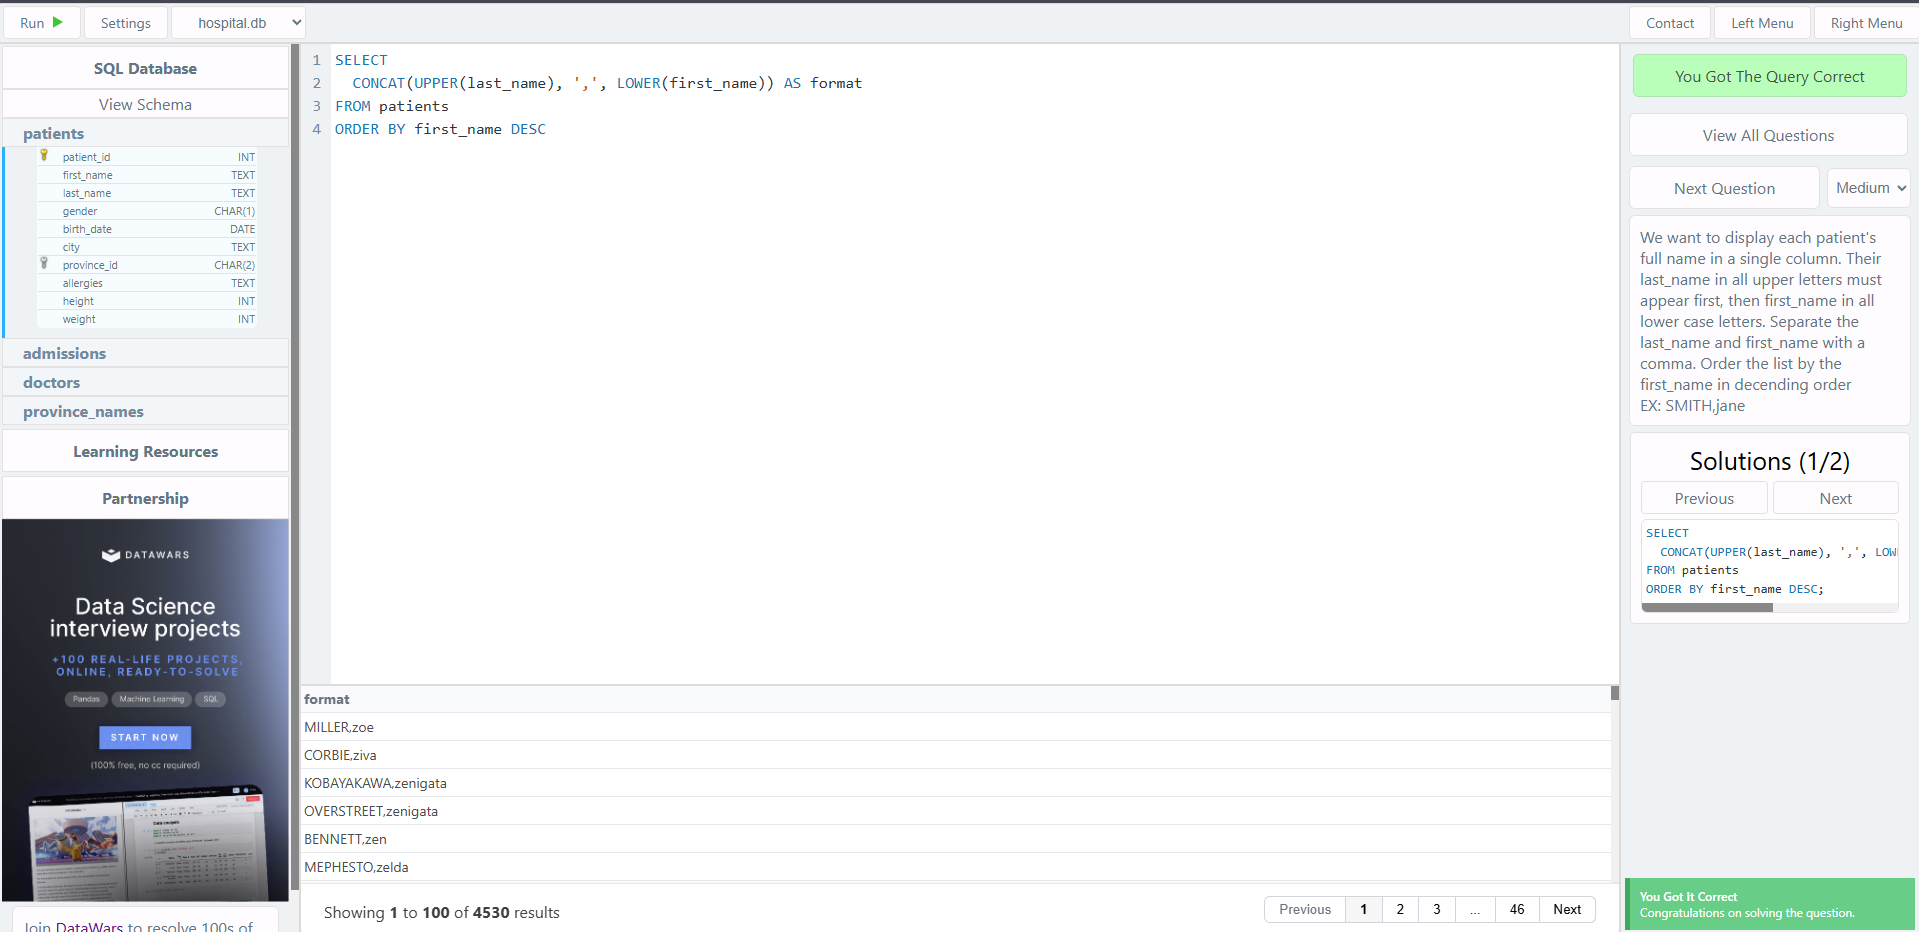 Run
Settings
hospital.db
Contact
Left Menu
Right Menu
SQL Database
View Schema
patients
patient_id INT
first_name TEXT
last_name TEXT
gender CHAR(1)
birth_date DATE
city TEXT
province_id CHAR(2)
allergies TEXT
height INT
weight INT
admissions
doctors
province_names
Learning Resources
Partnership
DATAWARS
Data Science
interview projects
+100 REAL-LIFE PROJECTS,
ONLINE, READY-TO-SOLVE
Pandas Machine Learning SQL
START NOW
(100% free, no cc required)
Join DataWars to resolve 100s of
1 SELECT
2 CONCAT(UPPER(last_name), ',', LOWER(first_name)) AS format
3 FROM patients
4 ORDER BY first_name DESC
format
MILLER,zoe
CORBIE,ziva
KOBAYAKAWA,zenigata
OVERSTREET,zenigata
BENNETT,zen
MEPHESTO,zelda
Showing 1 to 100 of 4530 results
Previous 1 2 3 ... 46 Next
You Got The Query Correct
View All Questions
Next Question
Medium
We want to display each patient's
full name in a single column. Their
last_name in all upper letters must
appear first, then first_name in all
lower case letters. Separate the
last_name and first_name with a
comma. Order the list by the
first_name in decending order
EX: SMITH,jane
Solutions (1/2)
Previous
Next
SELECT
CONCAT(UPPER(last_name), ',', LOW
FROM patients
ORDER BY first_name DESC;
You Got It Correct
Congratulations on solving the question.